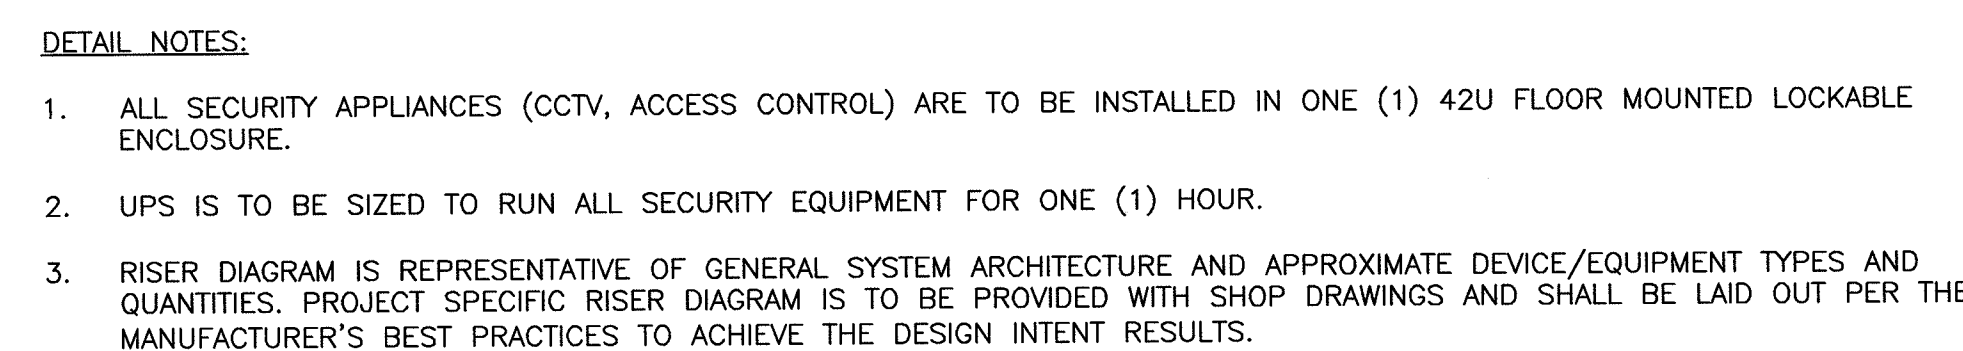 DETAIL NOTES:
1. ALL SECURITY APPLIANCES (CCTV, ACCESS CONTROL) ARE TO BE INSTALLED IN ONE (1) 42U FLOOR MOUNTED LOCKABLE
ENCLOSURE.
2. UPS IS TO BE SIZED TO RUN ALL SECURITY EQUIPMENT FOR ONE (1) HOUR.
3. RISER DIAGRAM IS REPRESENTATIVE OF GENERAL SYSTEM ARCHITECTURE AND APPROXIMATE DEVICE/EQUIPMENT TYPES AND
QUANTITIES. PROJECT SPECIFIC RISER DIAGRAM IS TO BE PROVIDED WITH SHOP DRAWINGS AND SHALL BE LAID OUT PER THE
MANUFACTURER'S BEST PRACTICES TO ACHIEVE THE DESIGN INTENT RESULTS.